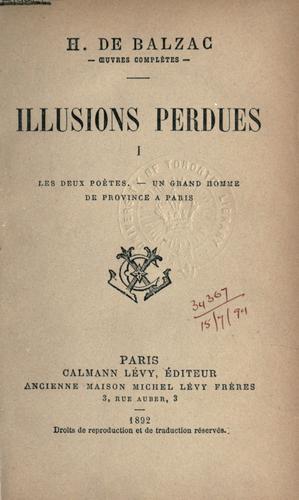 H. DE BALZAC
— ŒUVRES COMPLÈTES —
ILLUSIONS PERDUES
I
LES DEUX POÈTES. — UN GRAND HOMME
DE PROVINCE A PARIS
34367
15/7/94
PARIS
CALMANN LÉVY, ÉDITEUR
ANCIENNE MAISON MICHEL LÉVY FRÈRES
3, RUE AUBER, 3
1892
Droits de reproduction et de traduction réservés.